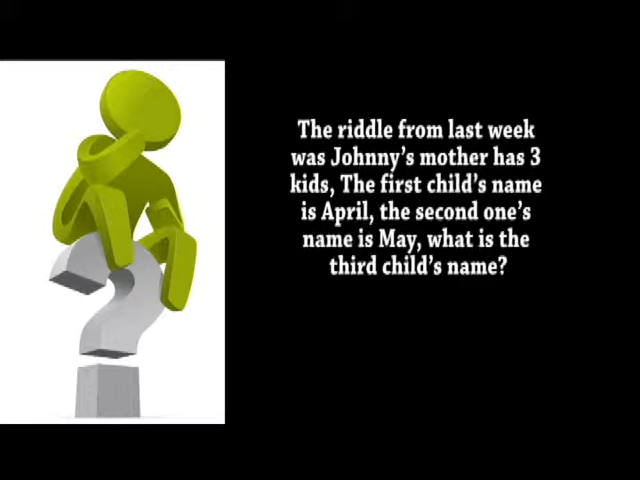 The riddle from last week
was Johnny's mother has 3
kids, The first child's name
is April, the second one's
name is May, what is the
third child's name?